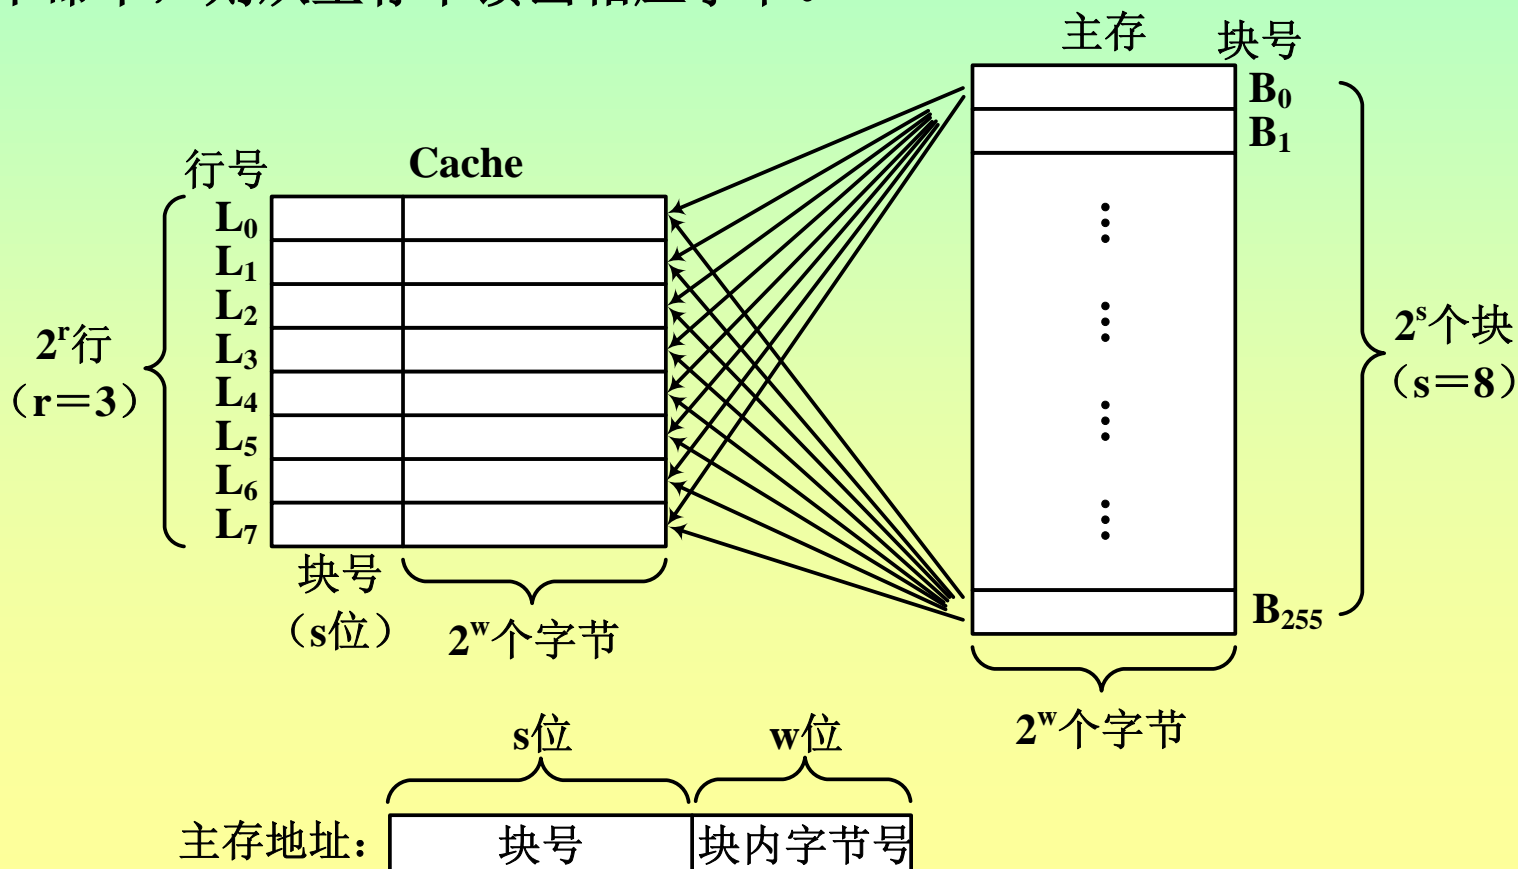 主存 块号
B₀
B₁
行号 Cache
L₀
L₁
L₂
L₃
L₄
L₅
L₆
L₇
2ʳ行
（r＝3）
2ˢ个块
（s＝8）
B₂₅₅
块号
（s位）
2ʷ个字节
2ʷ个字节
s位 w位
主存地址： 块号 块内字节号